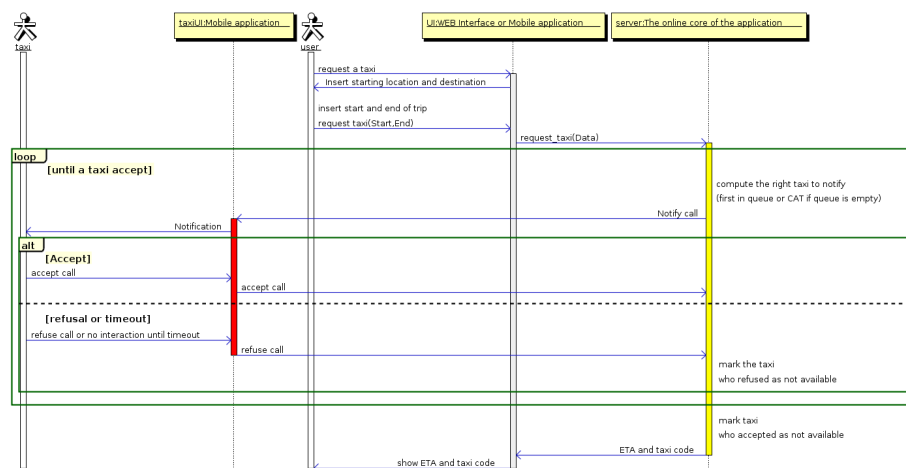 taxiUI:Mobile application
UI:WEB Interface or Mobile application
server:The online core of the application
taxi
user
request a taxi
Insert starting location and destination
insert start and end of trip
request taxi(Start,End)
request_taxi(Data)
loop
[until a taxi accept]
compute the right taxi to notify
(first in queue or CAT if queue is empty)
Notify call
Notification
alt
[Accept]
accept call
accept call
[refusal or timeout]
refuse call or no interaction until timeout
refuse call
mark the taxi
who refused as not available
mark taxi
who accepted as not available
ETA and taxi code
show ETA and taxi code